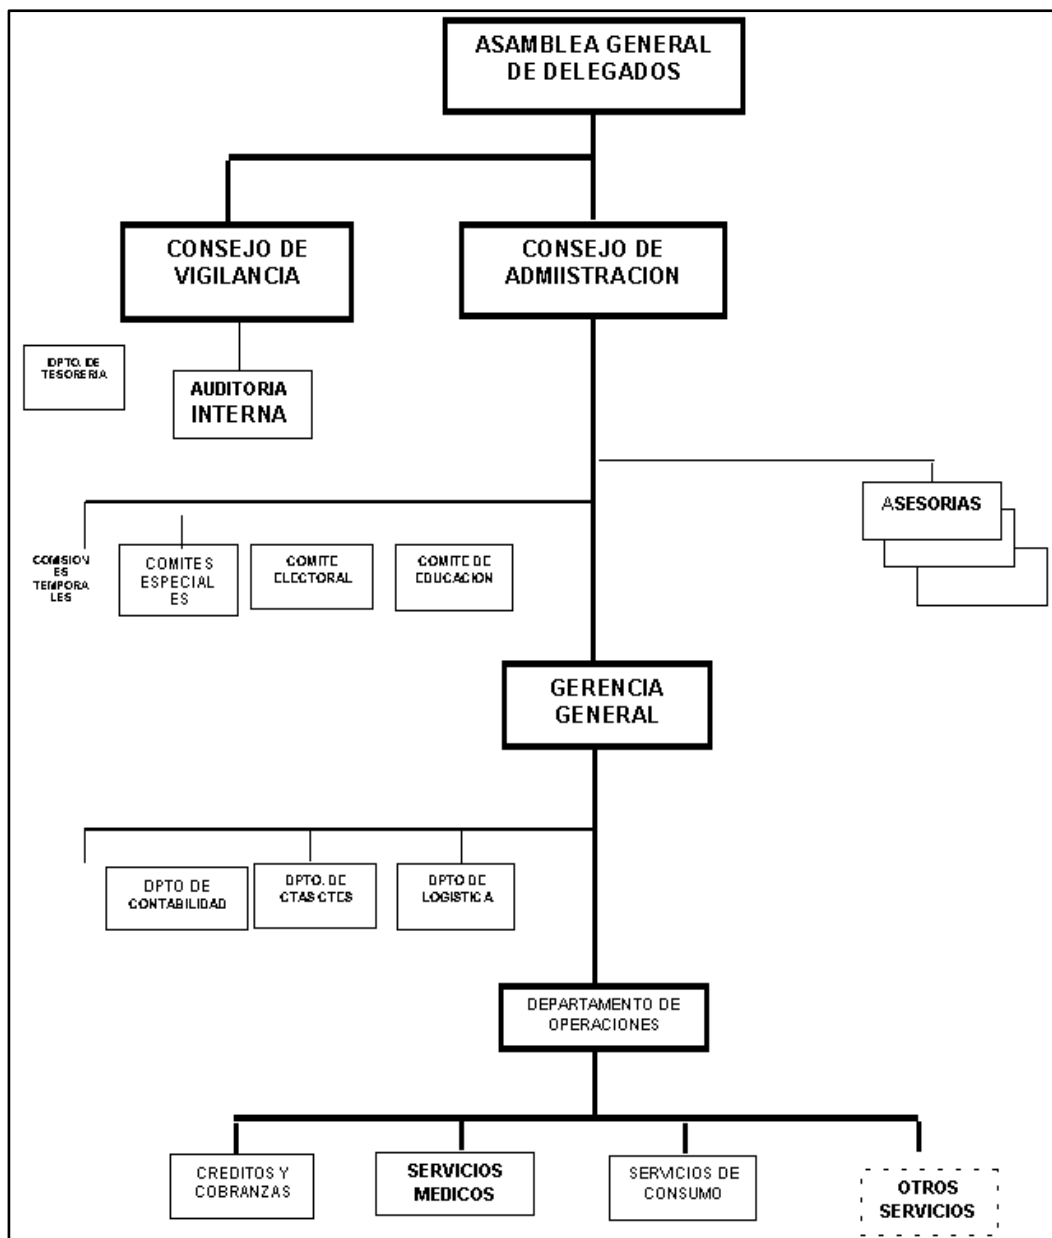 ASAMBLEA GENERAL
DE DELEGADOS
CONSEJO DE
VIGILANCIA
CONSEJO DE
ADMIISTRACION
DPTO. DE
TESORERIA
AUDITORIA
INTERNA
ASESORIAS
COMISION
ES
TEMPORA
LES
COMITES
ESPECIAL
ES
COMITE
ELECTORAL
COMITE DE
EDUCACION
GERENCIA
GENERAL
DPTO DE
CONTABILIDAD
DPTO. DE
CTAS CTES
DPTO DE
LOGISTICA
DEPARTAMENTO DE
OPERACIONES
CREDITOS Y
COBRANZAS
SERVICIOS
MEDICOS
SERVICIOS DE
CONSUMO
OTROS
SERVICIOS